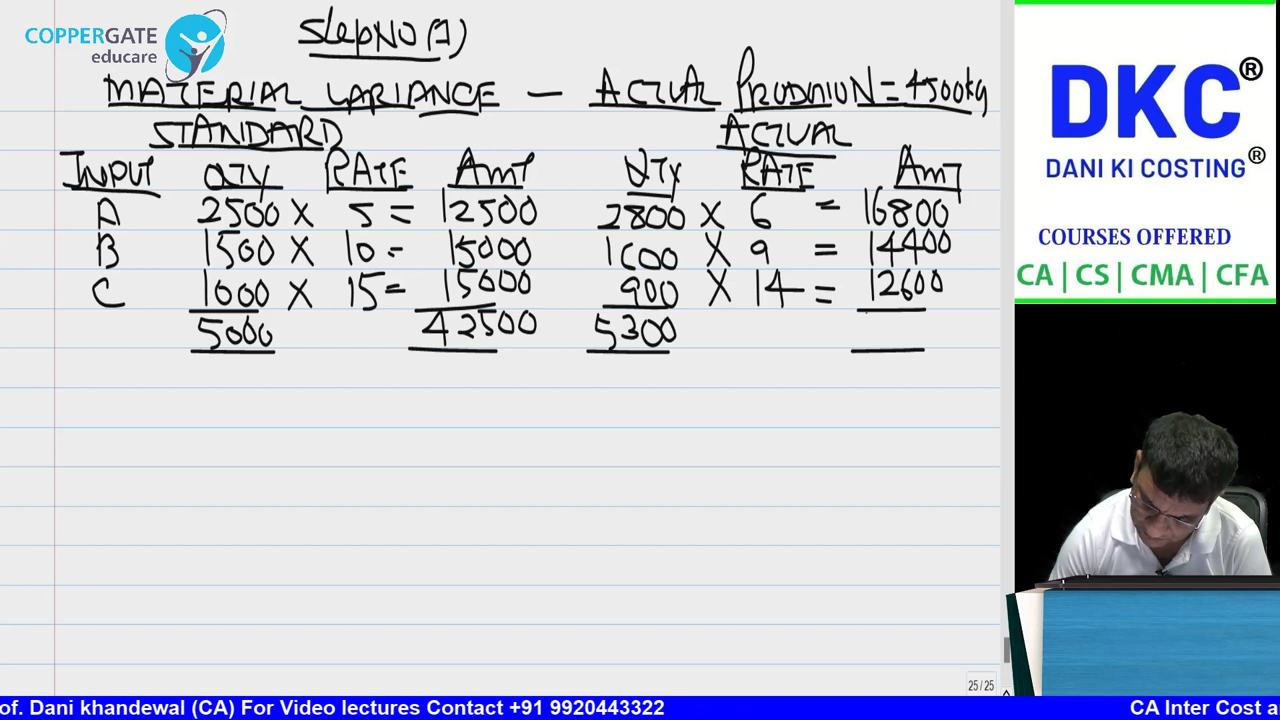 COPPERGATE
educare
Step NO (1)
MATERIAL VARIANCE — ACTUAL PRODUCTION = 4500kg
STANDARD ACTUAL
INPUT QTY RATE AMT QTY RATE AMT
A 2500 X 5 = 12500 2800 X 6 = 16800
B 1500 X 10 = 15000 1600 X 9 = 14400
C 1000 X 15 = 15000 900 X 14 = 12600
5000 42500 5300
DKC®
DANI KI COSTING®
COURSES OFFERED
CA | CS | CMA | CFA
25 / 25
of. Dani khandewal (CA) For Video lectures Contact +91 9920443322 CA Inter Cost a